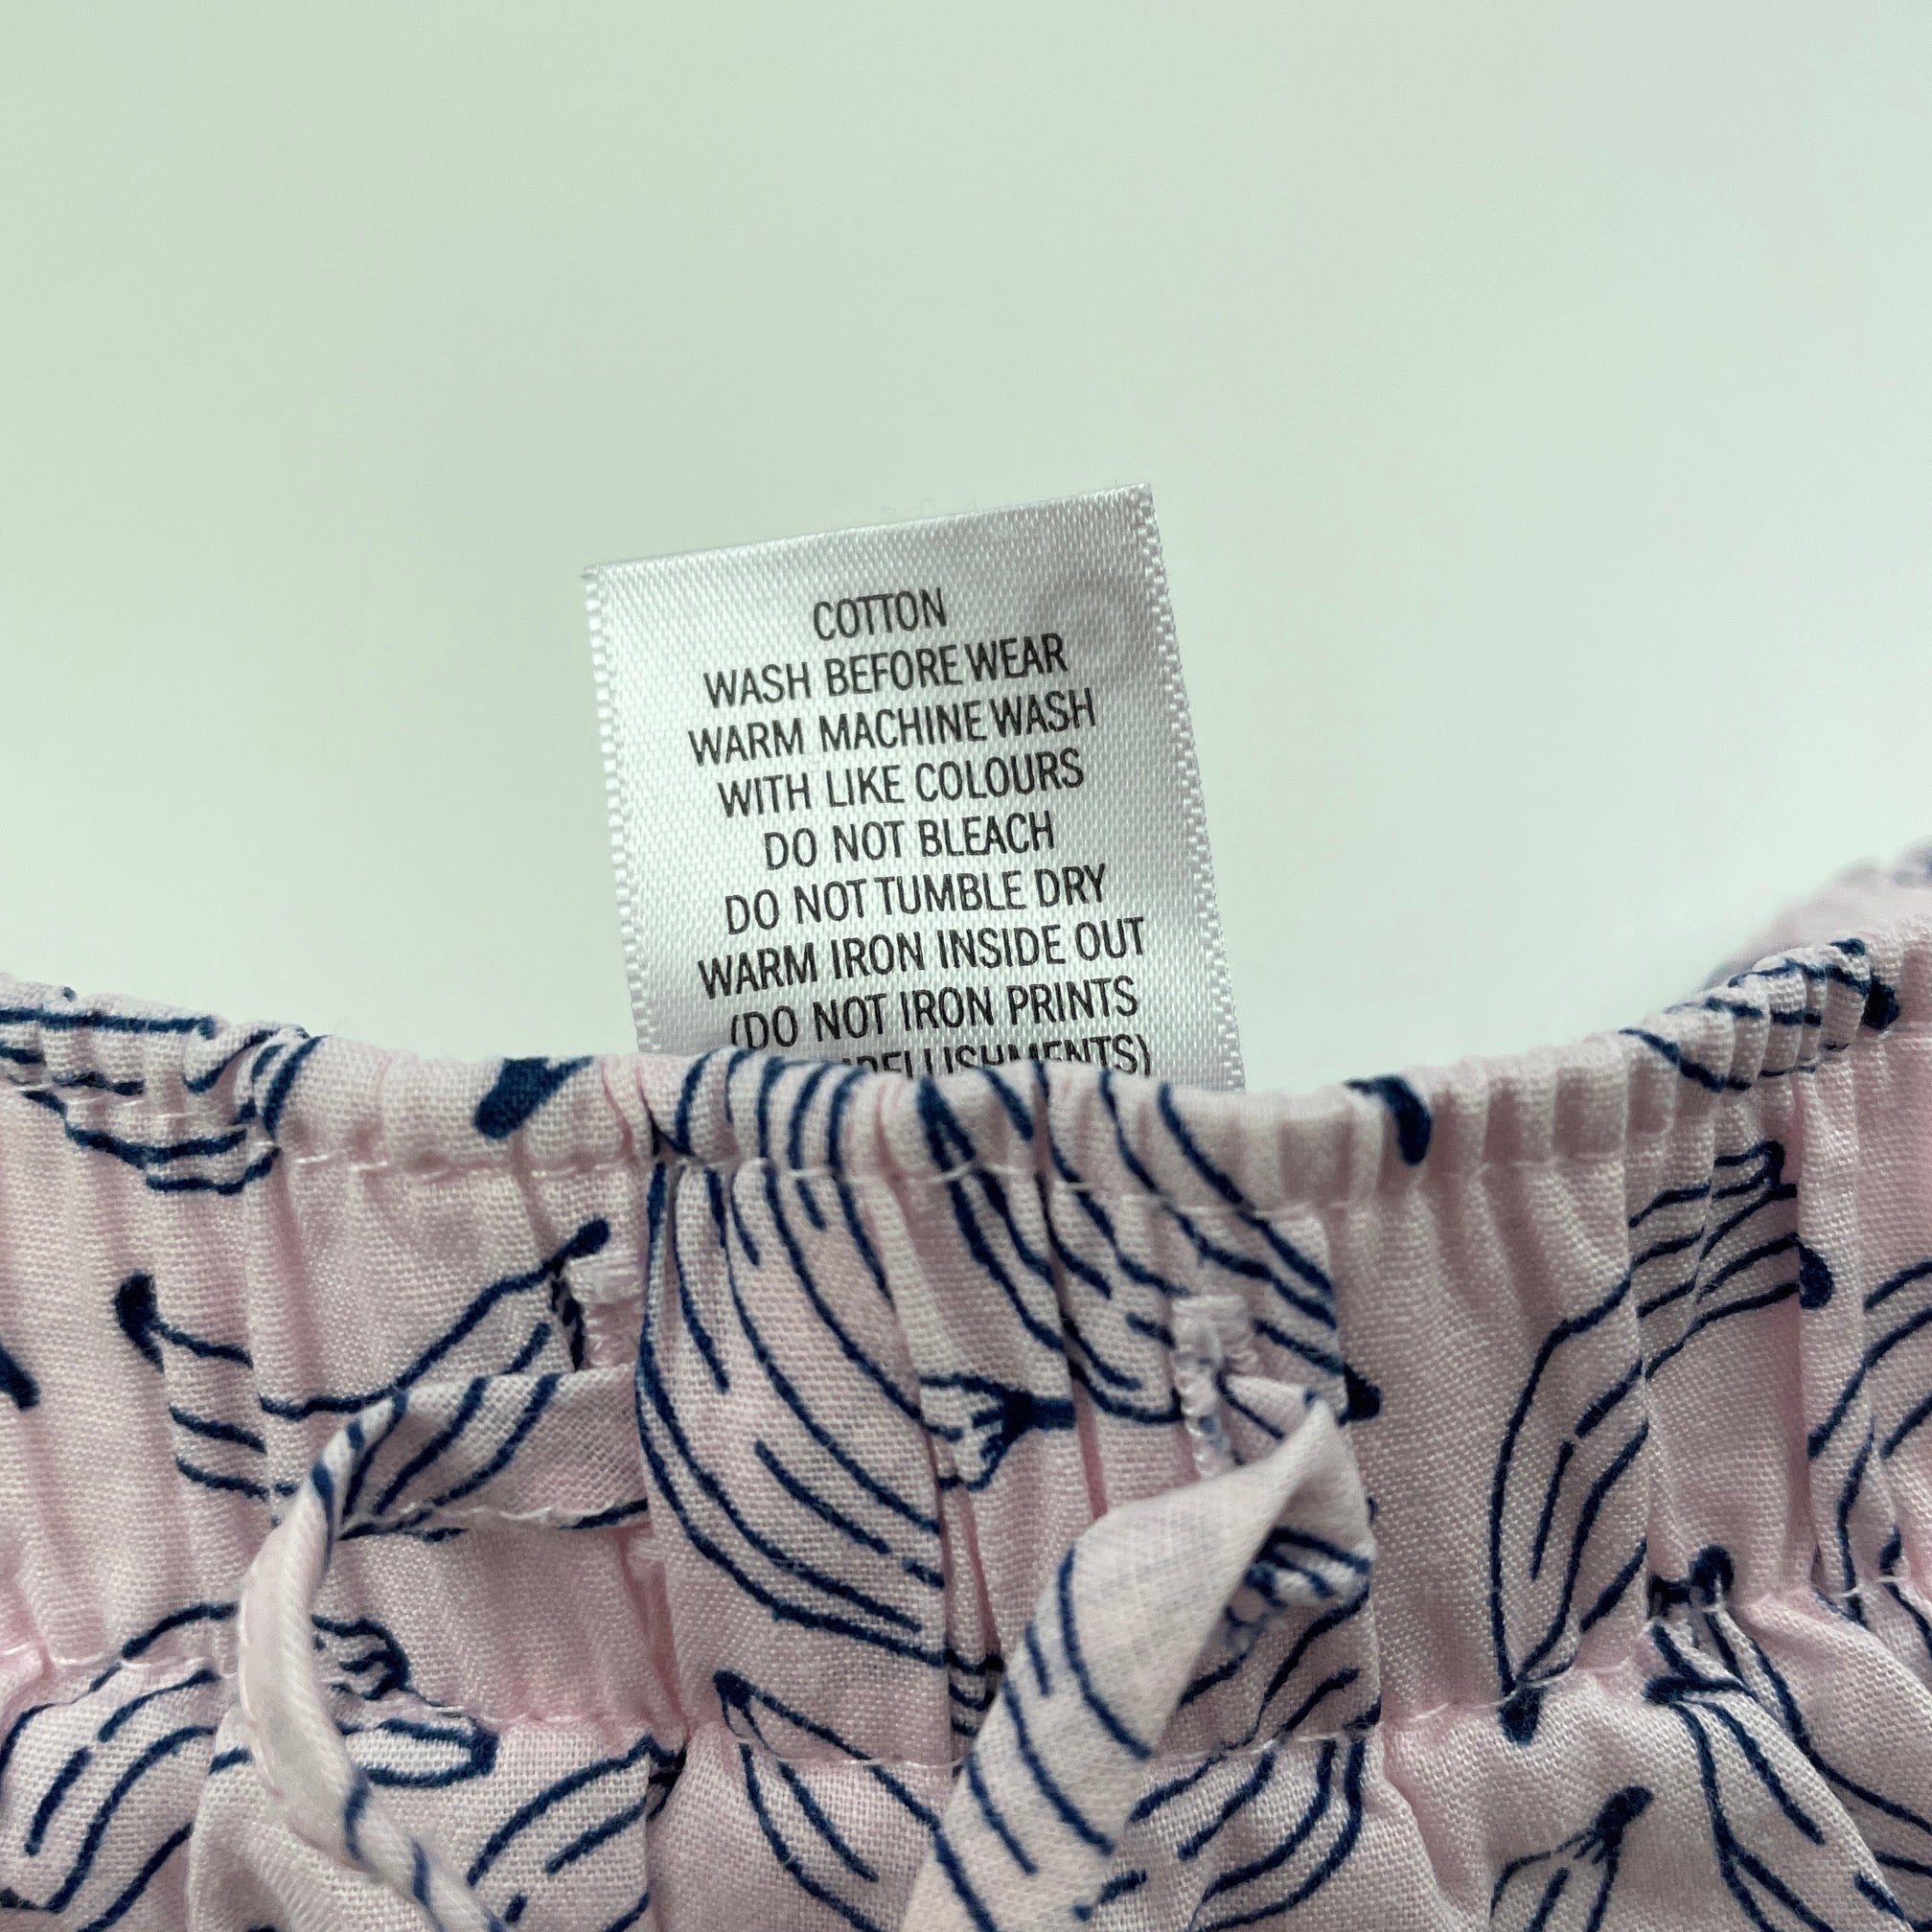 COTTON
WASH BEFORE WEAR
WARM MACHINE WASH
WITH LIKE COLOURS
DO NOT BLEACH
DO NOT TUMBLE DRY
WARM IRON INSIDE OUT
(DO NOT IRON PRINTS